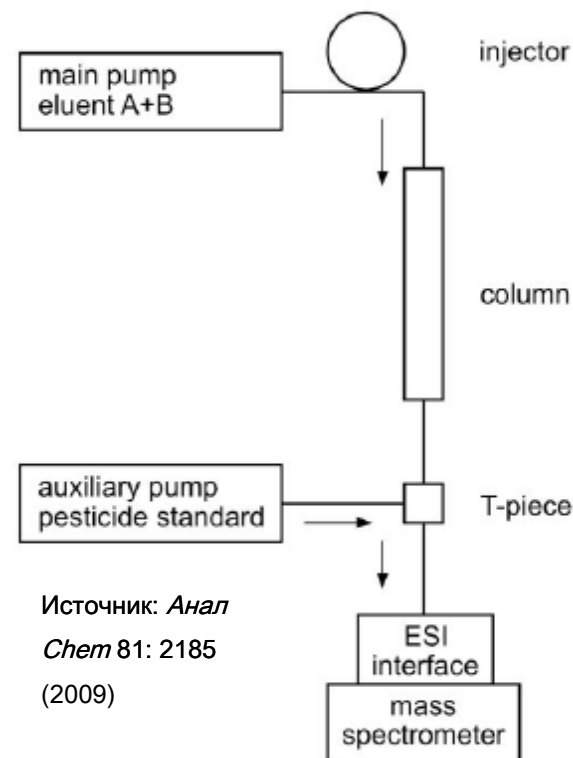 injector
main pump
eluent A+B
column
auxiliary pump
pesticide standard
T-piece
Источник: Анал
Chem 81: 2185
(2009)
ESI
interface
mass
spectrometer